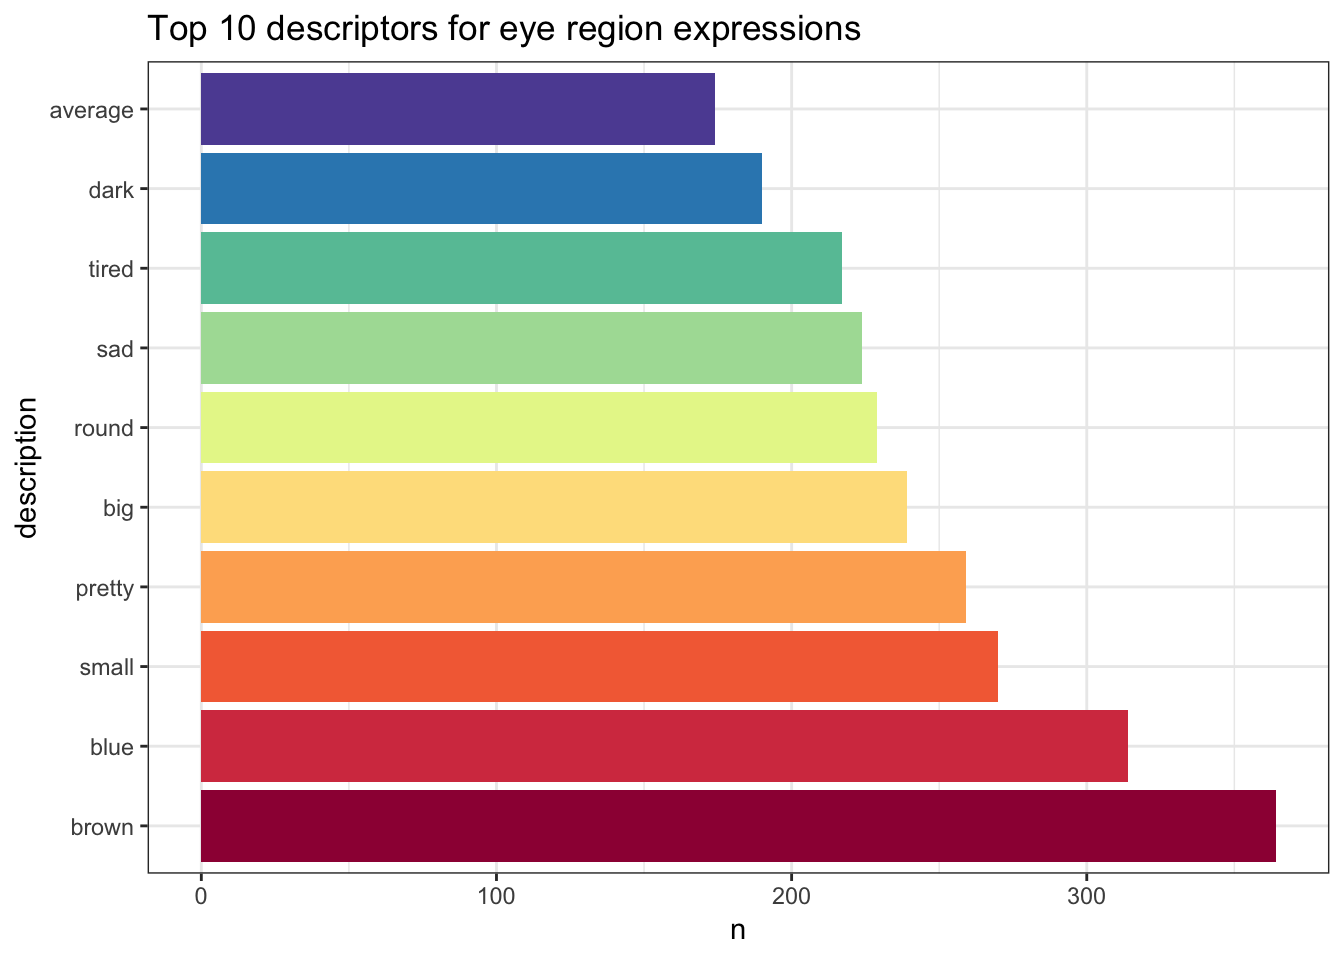 Top 10 descriptors for eye region expressions
average
dark
tired
sad
round
big
pretty
small
blue
brown
description
0 100 200 300
n